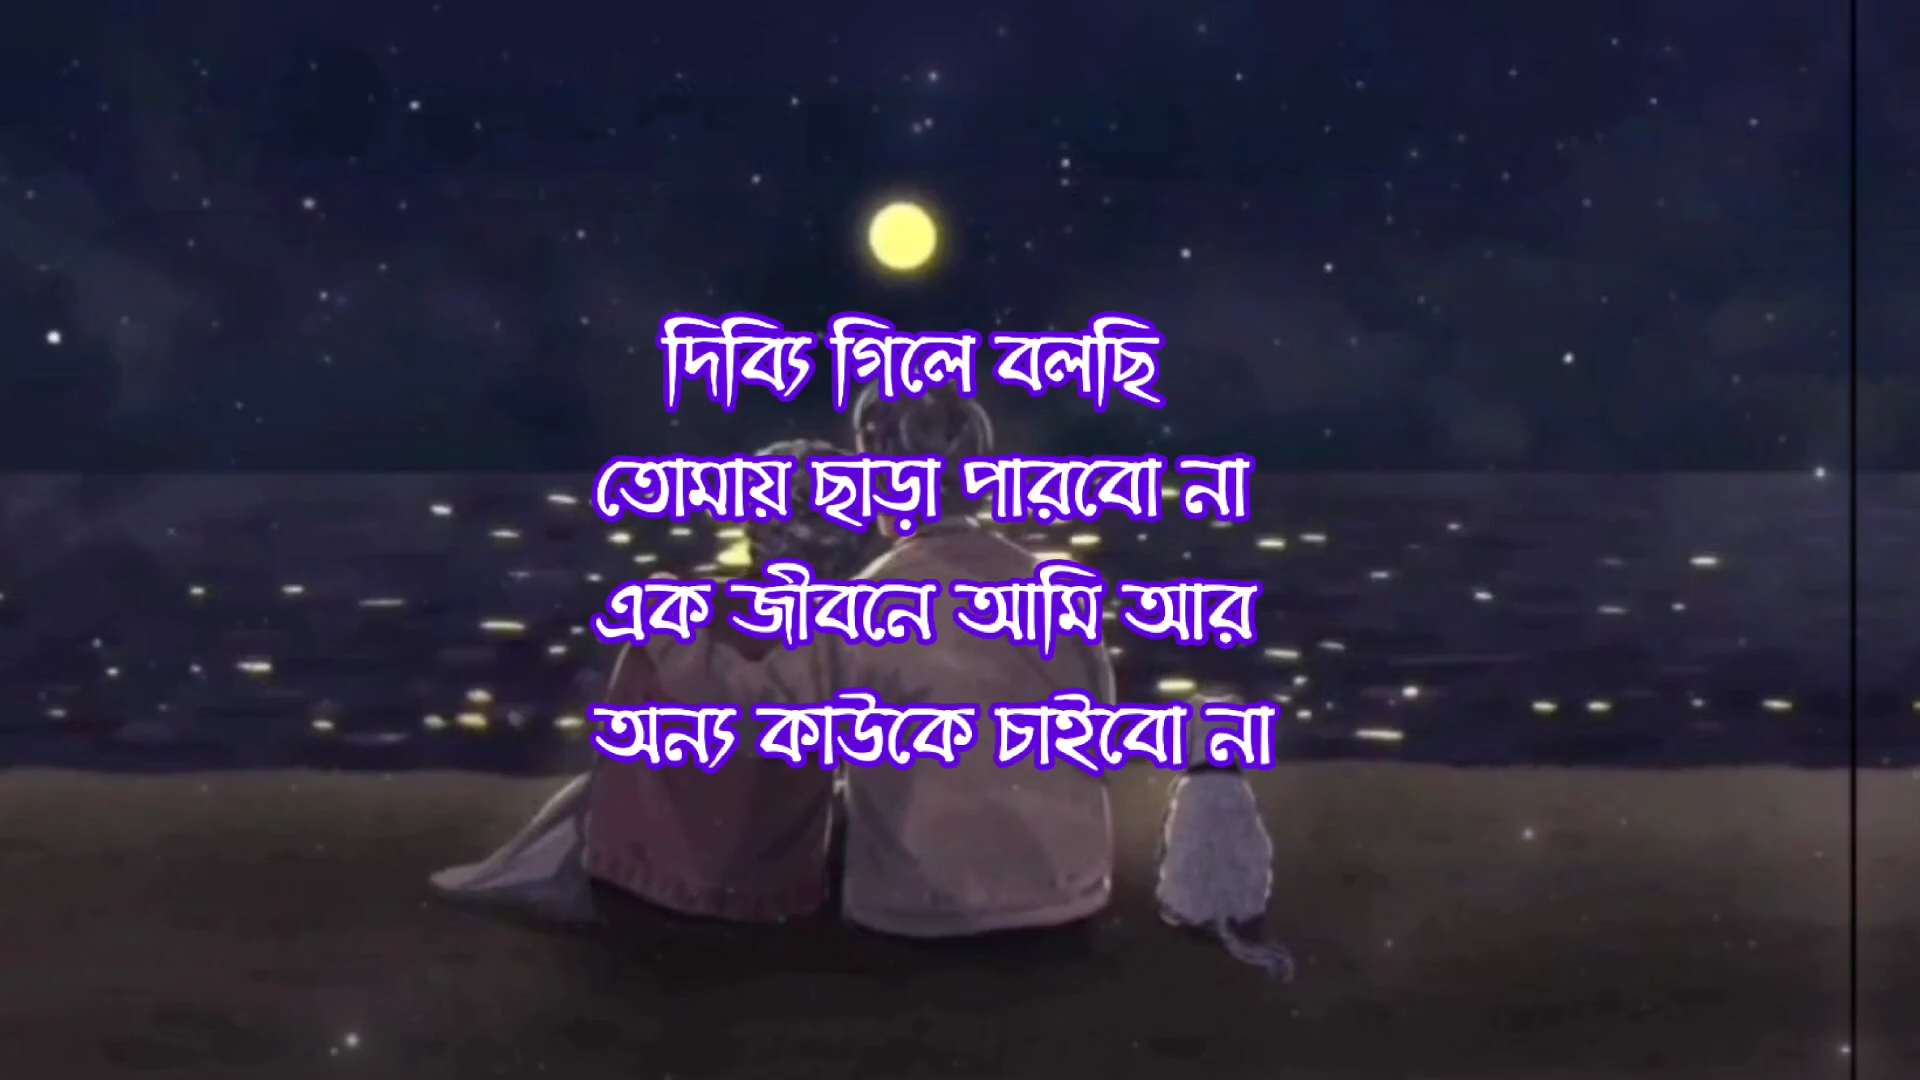 দিব্যি গিলে বলছি
তোমায় ছাড়া পারবো না
এক জীবনে আমি আর
অন্য কাউকে চাইবো না